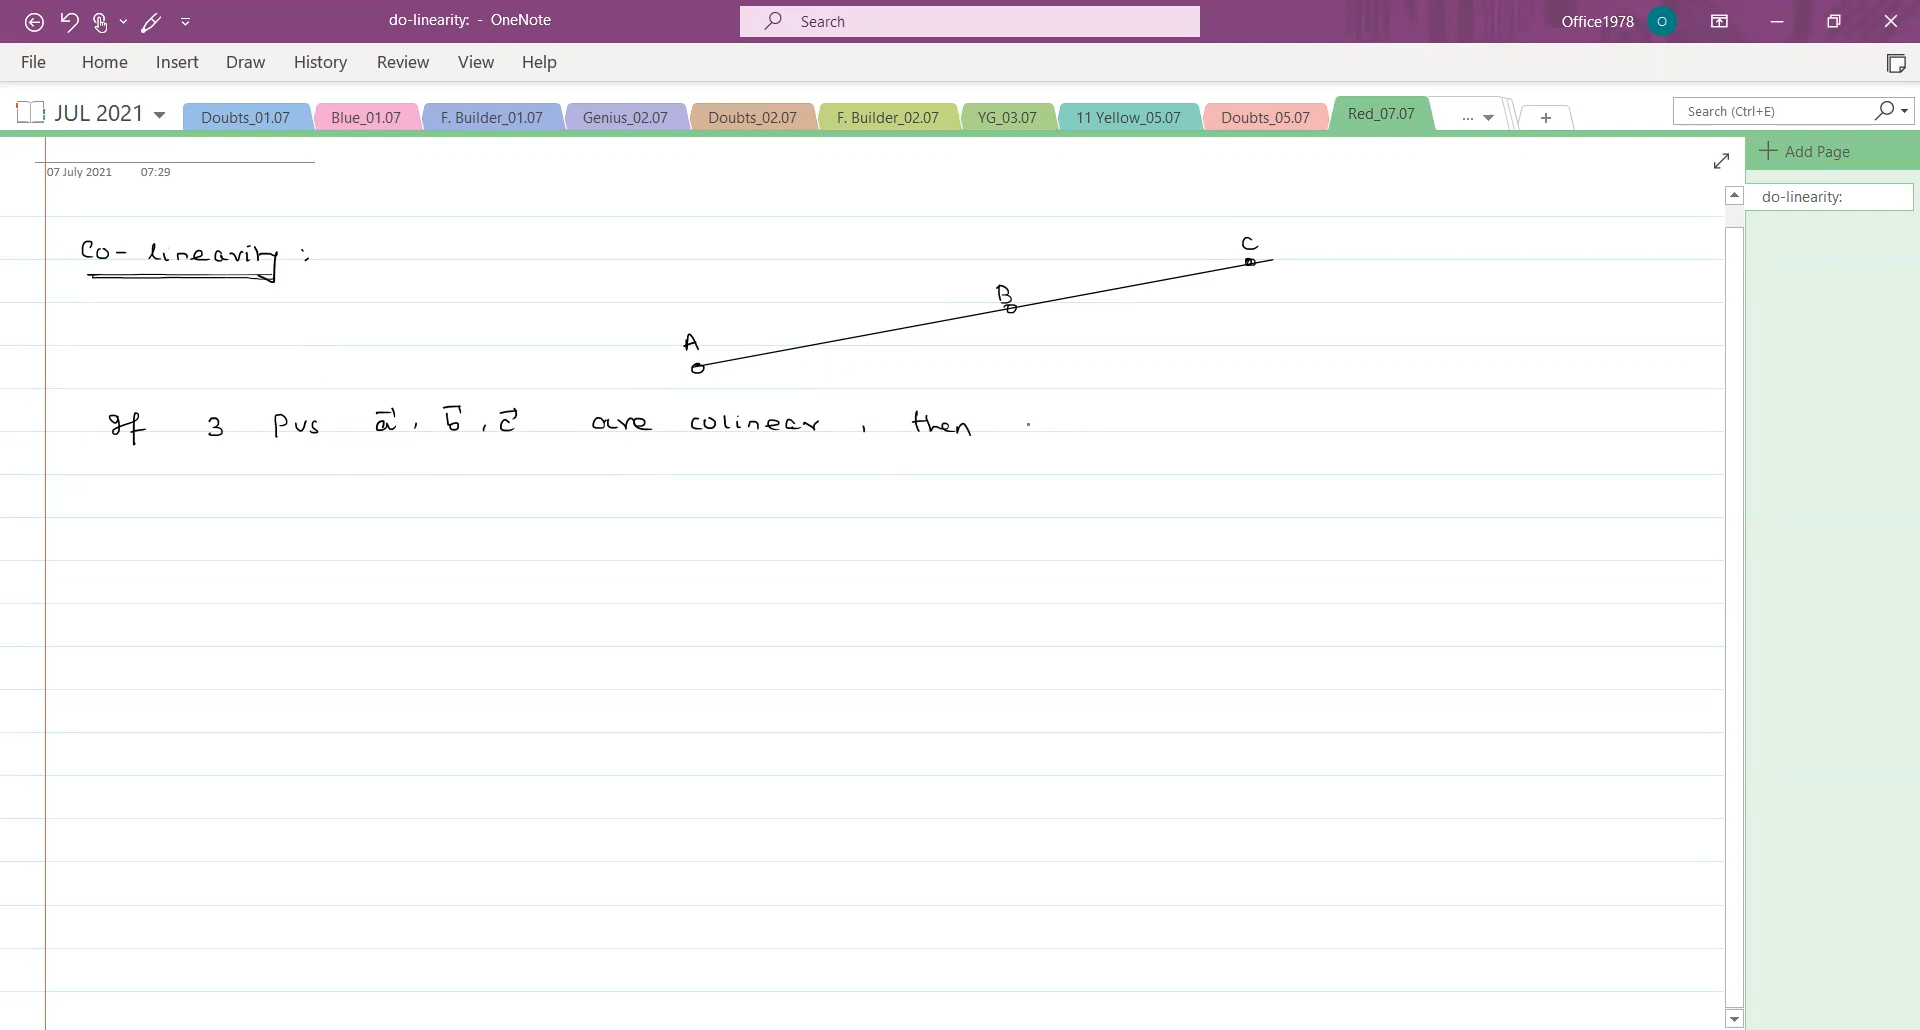 do-linearity: - OneNote
Search
Office1978
O
File Home Insert Draw History Review View Help
JUL 2021
Doubts_01.07 Blue_01.07 F. Builder_01.07 Genius_02.07 Doubts_02.07 F. Builder_02.07 YG_03.07 11 Yellow_05.07 Doubts_05.07 Red_07.07 ... +
Search (Ctrl+E)
Add Page
do-linearity:
07 July 2021 07:29
Co-linearity :
C
B
A
If 3 Pvs a⃗, b⃗, c⃗ are colinear, then